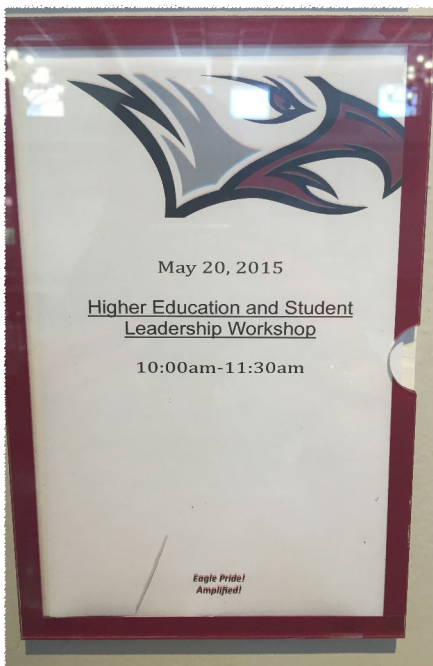 May 20, 2015
Higher Education and Student
Leadership Workshop
10:00am-11:30am
Eagle Pride!
Amplified!